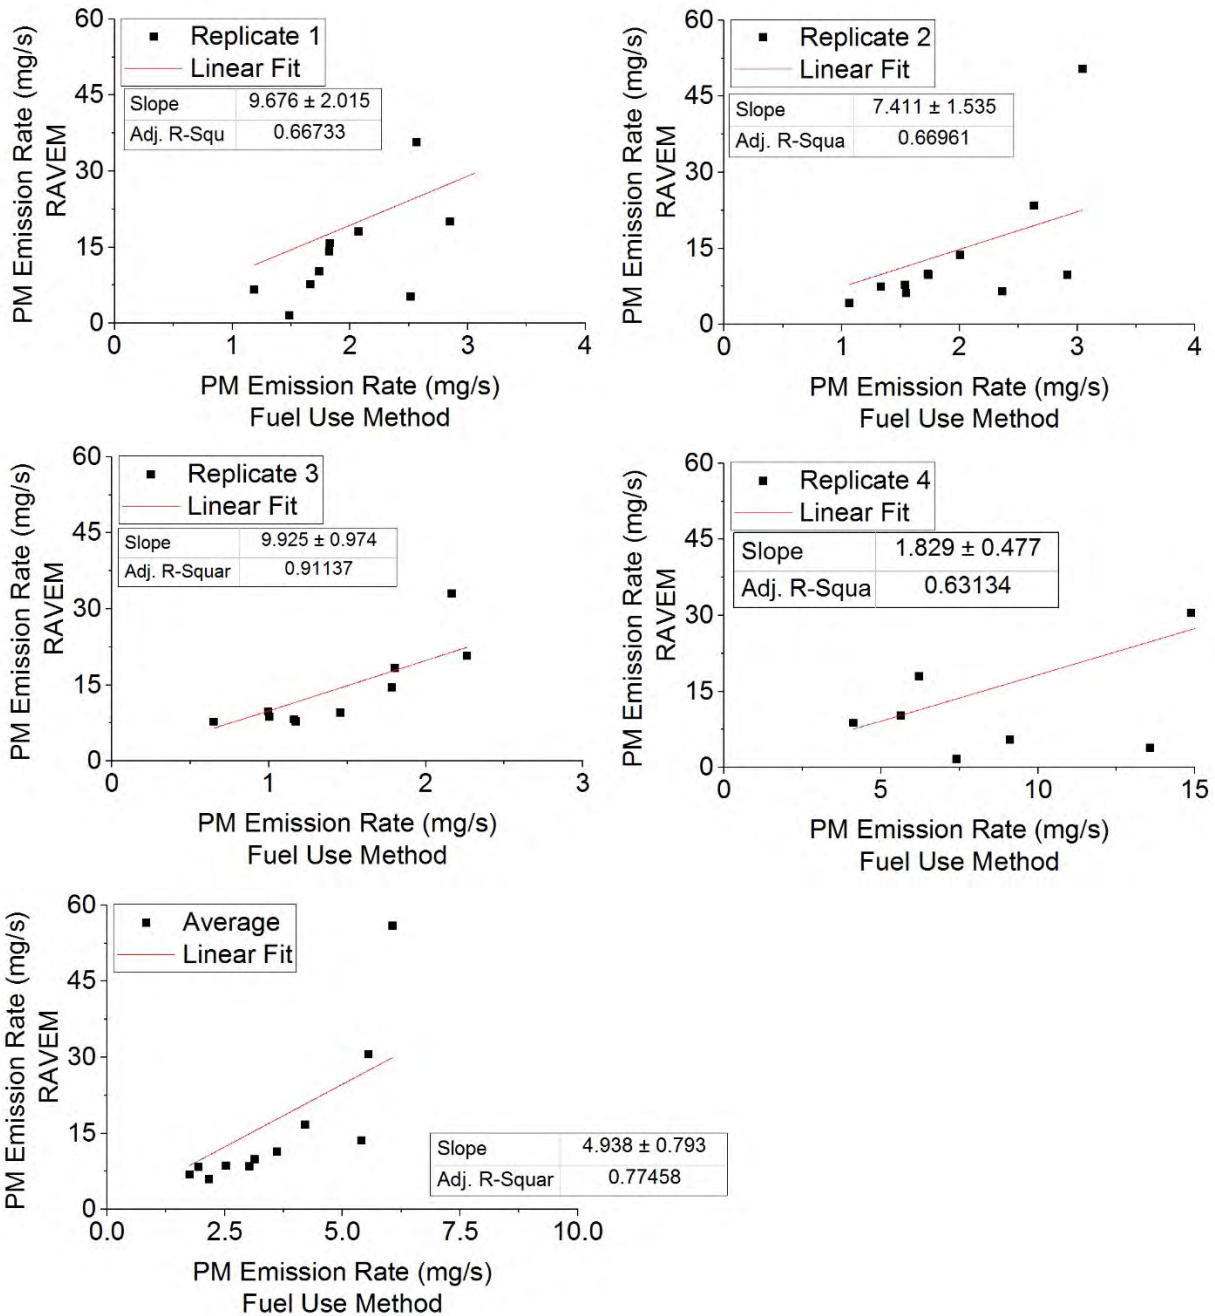 PM Emission Rate (mg/s)
RAVEM
60
45
30
15
0
Replicate 1
Linear Fit
Slope 9.676 ± 2.015
Adj. R-Squ 0.66733
0 1 2 3 4
PM Emission Rate (mg/s)
Fuel Use Method
PM Emission Rate (mg/s)
RAVEM
60
45
30
15
0
Replicate 2
Linear Fit
Slope 7.411 ± 1.535
Adj. R-Squa 0.66961
0 1 2 3 4
PM Emission Rate (mg/s)
Fuel Use Method
PM Emission Rate (mg/s)
RAVEM
60
45
30
15
0
Replicate 3
Linear Fit
Slope 9.925 ± 0.974
Adj. R-Squar 0.91137
0 1 2 3
PM Emission Rate (mg/s)
Fuel Use Method
PM Emission Rate (mg/s)
RAVEM
60
45
30
15
0
Replicate 4
Linear Fit
Slope 1.829 ± 0.477
Adj. R-Squa 0.63134
0 5 10 15
PM Emission Rate (mg/s)
Fuel Use Method
PM Emission Rate (mg/s)
RAVEM
60
45
30
15
0
Average
Linear Fit
Slope 4.938 ± 0.793
Adj. R-Squar 0.77458
0.0 2.5 5.0 7.5 10.0
PM Emission Rate (mg/s)
Fuel Use Method